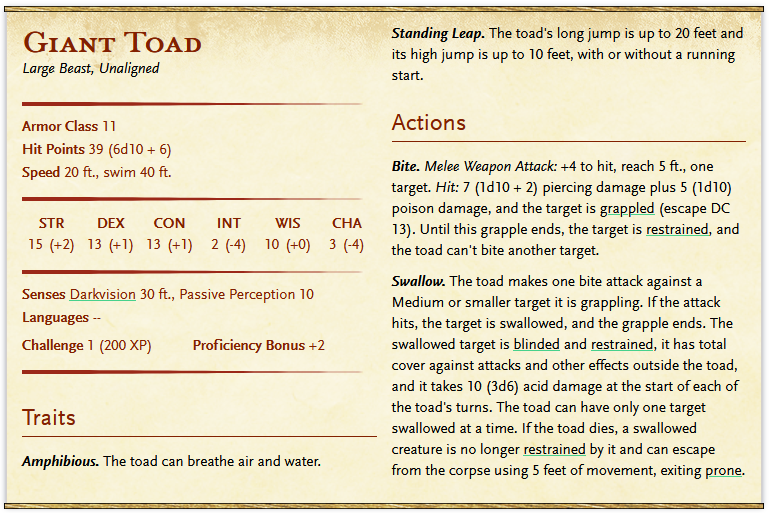 Giant Toad
Large Beast, Unaligned
Armor Class 11
Hit Points 39 (6d10 + 6)
Speed 20 ft., swim 40 ft.
STR DEX CON INT WIS CHA
15 (+2) 13 (+1) 13 (+1) 2 (-4) 10 (+0) 3 (-4)
Senses Darkvision 30 ft., Passive Perception 10
Languages --
Challenge 1 (200 XP) Proficiency Bonus +2
Traits
Amphibious. The toad can breathe air and water.
Standing Leap. The toad's long jump is up to 20 feet and
its high jump is up to 10 feet, with or without a running
start.
Actions
Bite. Melee Weapon Attack: +4 to hit, reach 5 ft., one
target. Hit: 7 (1d10 + 2) piercing damage plus 5 (1d10)
poison damage, and the target is grappled (escape DC
13). Until this grapple ends, the target is restrained, and
the toad can't bite another target.
Swallow. The toad makes one bite attack against a
Medium or smaller target it is grappling. If the attack
hits, the target is swallowed, and the grapple ends. The
swallowed target is blinded and restrained, it has total
cover against attacks and other effects outside the toad,
and it takes 10 (3d6) acid damage at the start of each of
the toad's turns. The toad can have only one target
swallowed at a time. If the toad dies, a swallowed
creature is no longer restrained by it and can escape
from the corpse using 5 feet of movement, exiting prone.